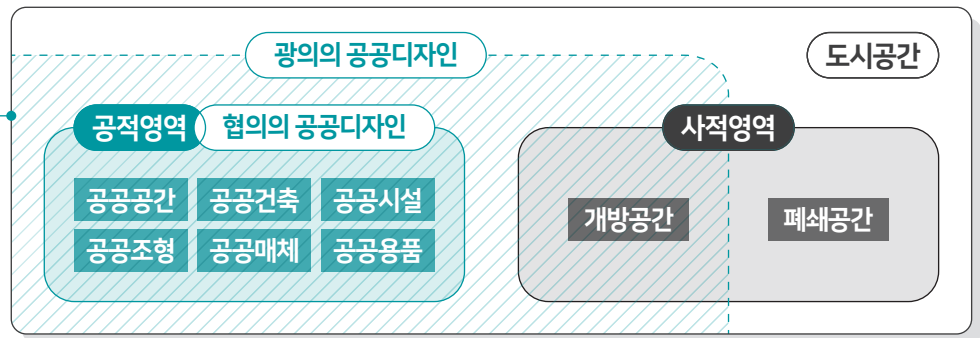 광의의 공공디자인
도시공간
공적영역 협의의 공공디자인
사적영역
공공공간 공공건축 공공시설
공공조형 공공매체 공공용품
개방공간 폐쇄공간